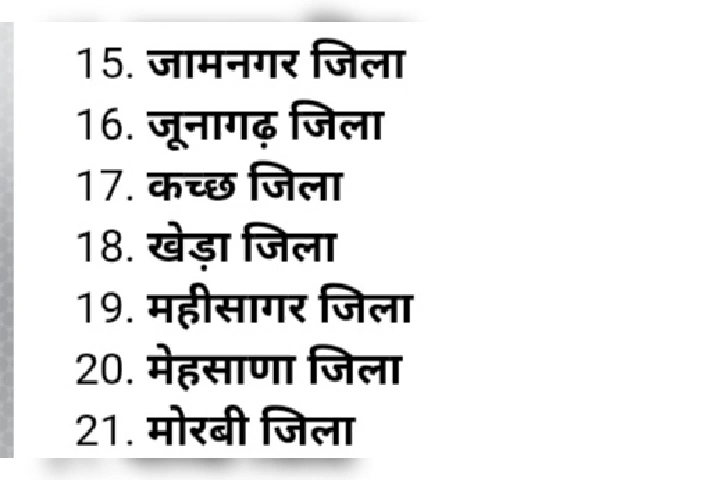 15. जामनगर जिला
16. जूनागढ़ जिला
17. कच्छ जिला
18. खेड़ा जिला
19. महीसागर जिला
20. मेहसाणा जिला
21. मोरबी जिला